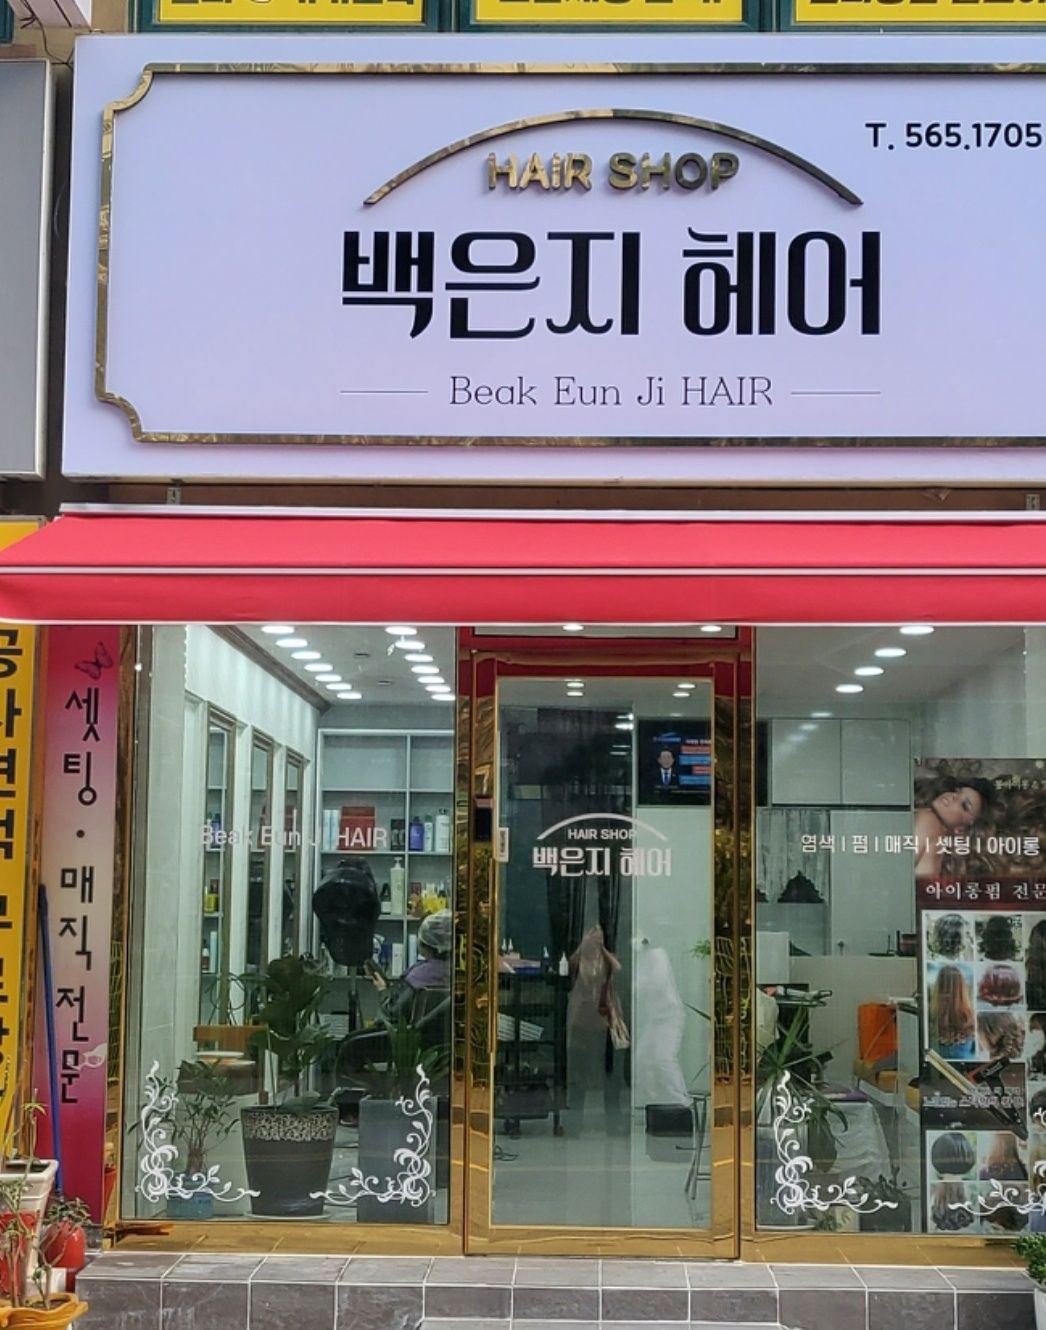 T. 565.1705
HAiR SHOP
백은지 헤어
Beak Eun Ji HAIR
셋팅·매직전문
Beak Eun Ji HAIR
HAIR SHOP
백은지 헤어
염색 | 펌 | 매직 | 셋팅 | 아이롱
아이롱펌 전문